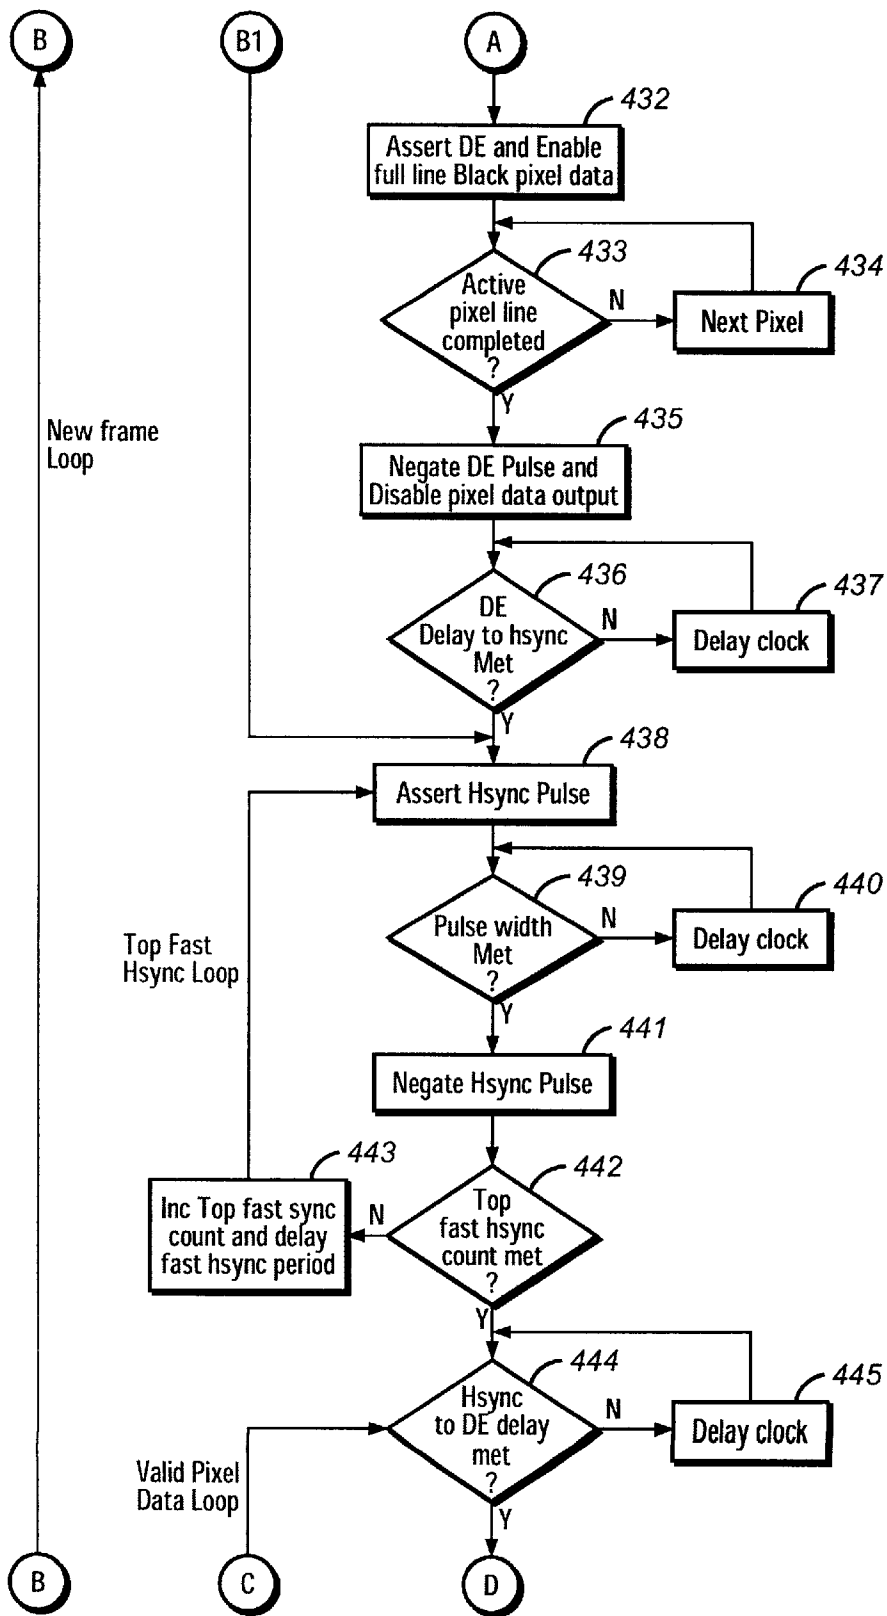 B
B1
A
432
Assert DE and Enable
full line Black pixel data
433
Active
pixel line
completed
?
N
434
Next Pixel
Y
New frame
Loop
435
Negate DE Pulse and
Disable pixel data output
436
DE
Delay to hsync
Met
?
N
437
Delay clock
Y
438
Assert Hsync Pulse
439
Pulse width
Met
?
N
440
Delay clock
Y
Top Fast
Hsync Loop
441
Negate Hsync Pulse
443
Inc Top fast sync
count and delay
fast hsync period
N
442
Top
fast hsync
count met
?
Y
444
Hsync
to DE delay
met
?
N
445
Delay clock
Y
Valid Pixel
Data Loop
B
C
D